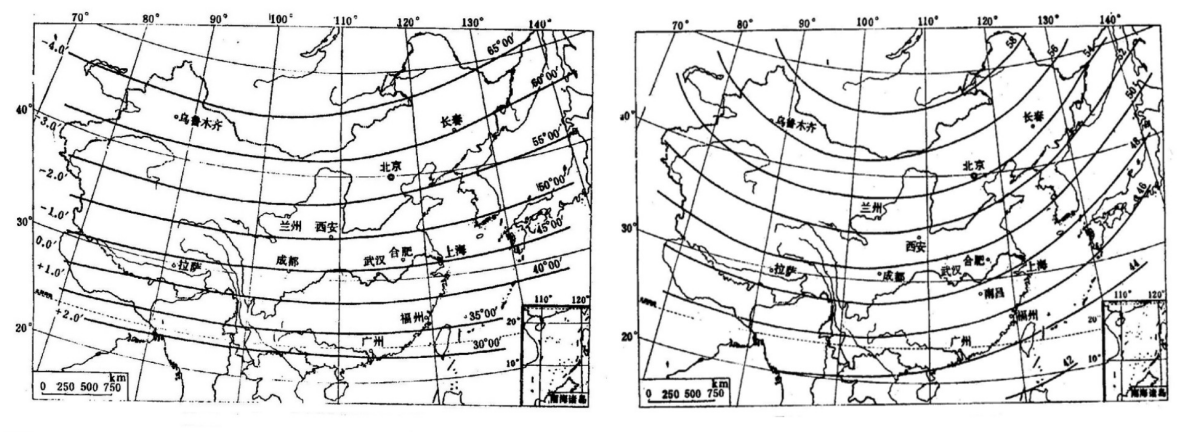 70° 80° 90° 100° 110° 120° 130° 140°
-4.0′
65°00′
60°00′
乌鲁木齐
长春
40°
-3.0′
55°00′
北京
-2.0′
50°00′
-1.0′
兰州 西安
45°00′
30°
0.0′
上海
武汉 合肥
拉萨
成都
40°00′
+1.0′
福州
35°00′
+2.0′
20°
广州
30°00′
110° 120°
20°
10°
km
0 250 500 750
南海诸岛
70° 80° 90° 100° 110° 120° 130° 140°
58 56 54 52
50
乌鲁木齐
长春
40°
48
北京
46
兰州
30°
西安
合肥 上海
拉萨
成都
武汉
44
南昌
福州
20°
广州
42
110° 120°
20°
10°
km
0 250 500 750
南海诸岛